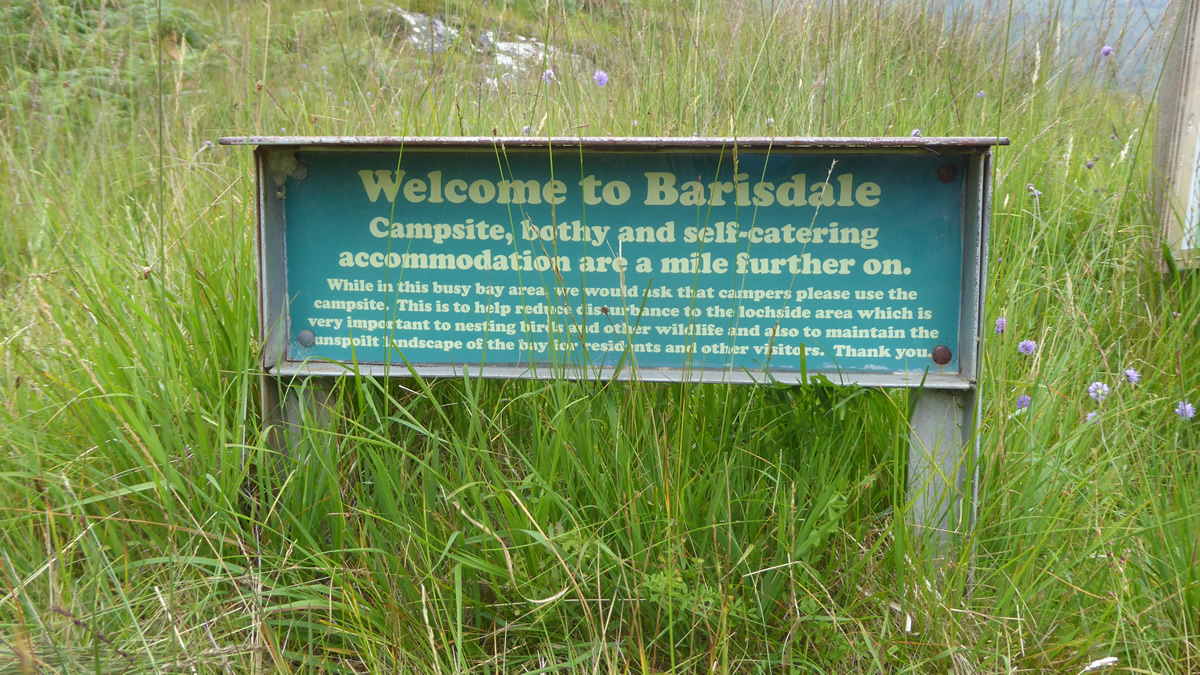 Welcome to Barisdale
Campsite, bothy and self-catering
accommodation are a mile further on.
While in this busy bay area we would ask that campers please use the
campsite. This is to help reduce disturbance to the lochside area which is
very important to nesting birds and other wildlife and also to maintain the
unspoilt landscape of the bay for residents and other visitors. Thank you.